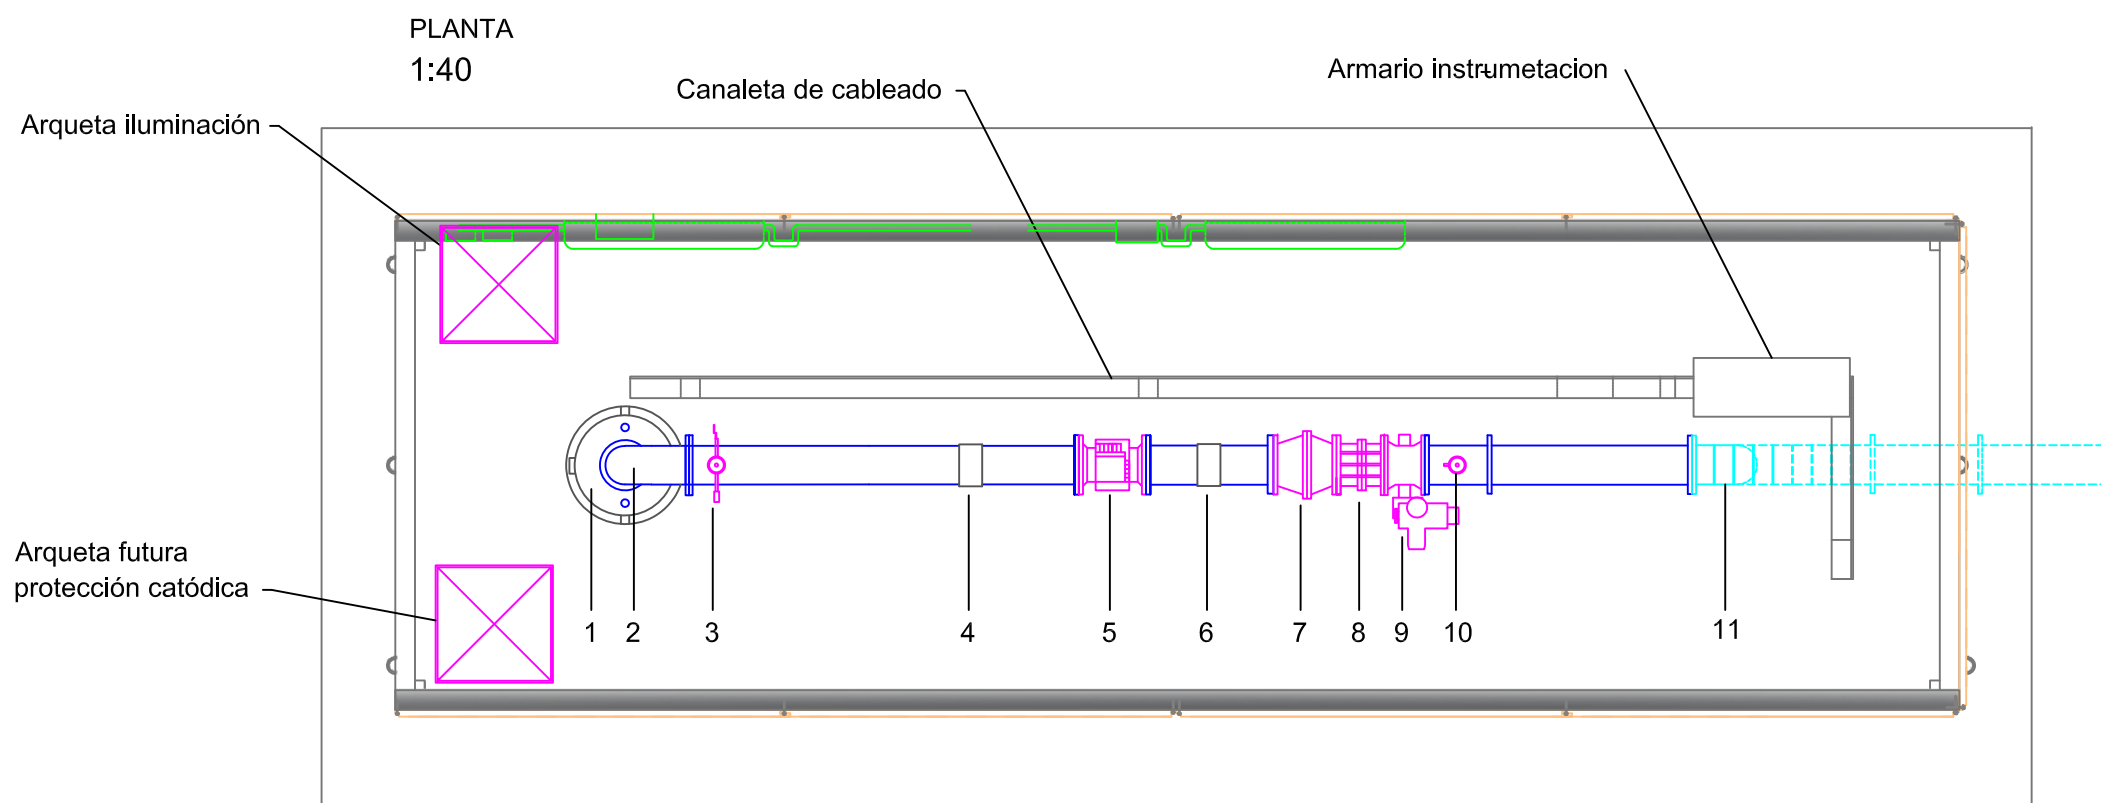 PLANTA
1:40
Armario instrumetacion
Canaleta de cableado
Arqueta iluminación
Arqueta futura
protección catódica
1 2 3 4 5 6 7 8 9 10 11